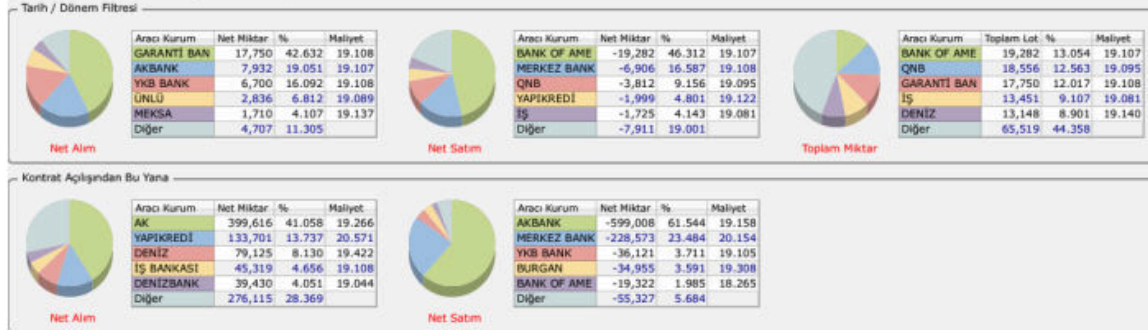 Tarih / Dönem Filtresi
Aracı Kurum Net Miktar % Maliyet
GARANTİ BAN 17,750 42.632 19.108
AKBANK 7,932 19.051 19.107
YKB BANK 6,700 16.092 19.108
ÜNLÜ 2,836 6.812 19.089
MEKSA 1,710 4.107 19.137
Diğer 4,707 11.305
Net Alım
Aracı Kurum Net Miktar % Maliyet
BANK OF AME -19,282 46.312 19.107
MERKEZ BANK -6,906 16.587 19.108
QNB -3,812 9.156 19.095
YAPIKREDİ -1,999 4.801 19.122
İŞ -1,725 4.143 19.081
Diğer -7,911 19.001
Net Satım
Aracı Kurum Toplam Lot % Maliyet
BANK OF AME 19,282 13.054 19.107
QNB 18,556 12.563 19.095
GARANTİ BAN 17,750 12.017 19.108
İŞ 13,451 9.107 19.081
DENİZ 13,148 8.901 19.140
Diğer 65,519 44.358
Toplam Miktar
Kontrat Açılışından Bu Yana
Aracı Kurum Net Miktar % Maliyet
AK 399,616 41.058 19.266
YAPIKREDİ 133,701 13.737 20.571
DENİZ 79,125 8.130 19.422
İŞ BANKASI 45,319 4.656 19.108
DENİZBANK 39,430 4.051 19.044
Diğer 276,115 28.369
Net Alım
Aracı Kurum Net Miktar % Maliyet
AKBANK -599,008 61.544 19.158
MERKEZ BANK -228,573 23.484 20.154
YKB BANK -36,121 3.711 19.105
BURGAN -34,955 3.591 19.308
BANK OF AME -19,322 1.985 18.265
Diğer -55,327 5.684
Net Satım